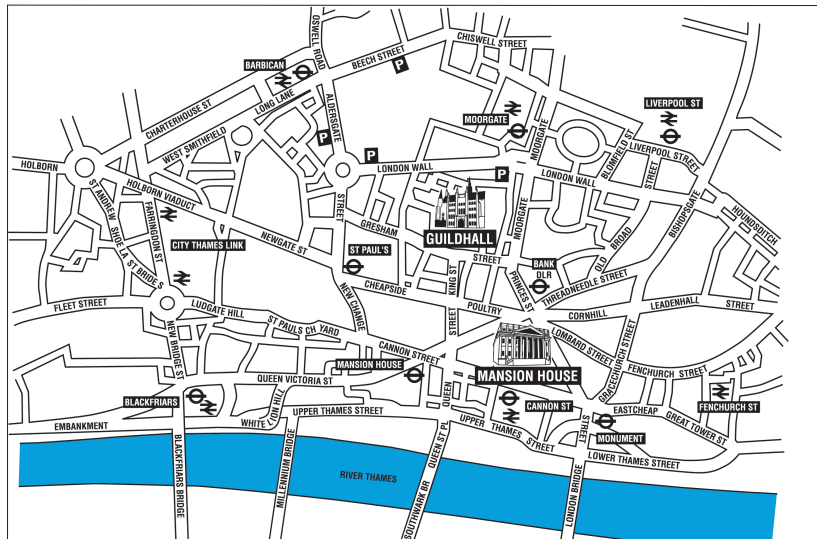 OSWELL ROAD
CHISWELL STREET
BEECH STREET
BARBICAN
P
LONG LANE
CHARTERHOUSE ST
ALDERSGATE
STREET
WEST SMITHFIELD
MOORGATE
MOORGATE
LIVERPOOL ST
LIVERPOOL STREET
BLOMFIELD ST
P
P
LONDON WALL
P
LONDON WALL
HOLBORN
HOLBORN VIADUCT
ST ANDREW
SHOE LA
FARRINGDON ST
ST BRIDE S
CITY THAMES LINK
NEWGATE ST
GRESHAM
STREET
GUILDHALL
MOORGATE
OLD
BROAD
STREET
BISHOPSGATE
HOUNDSDITCH
ST PAUL'S
BANK
DLR
PRINCES ST
THREADNEEDLE STREET
CHEAPSIDE
KING ST
POULTRY
CORNHILL
LEADENHALL STREET
FLEET STREET
LUDGATE HILL
ST PAULS CH YARD
NEW CHANGE
CANNON STREET
LOMBARD STREET
FENCHURCH STREET
GRACECHURCH STREET
NEW BRIDGE ST
MANSION HOUSE
MANSION HOUSE
QUEEN VICTORIA ST
QUEEN
STREET
BLACKFRIARS
CANNON ST
FENCHURCH ST
EASTCHEAP
GREAT TOWER ST
MONUMENT
WHITE LION HILL
UPPER THAMES STREET
UPPER THAMES STREET
LOWER THAMES STREET
EMBANKMENT
STREET
BLACKFRIARS BRIDGE
MILLENNIUM BRIDGE
RIVER THAMES
QUEEN ST PL
SOUTHWARK BR
LONDON BRIDGE